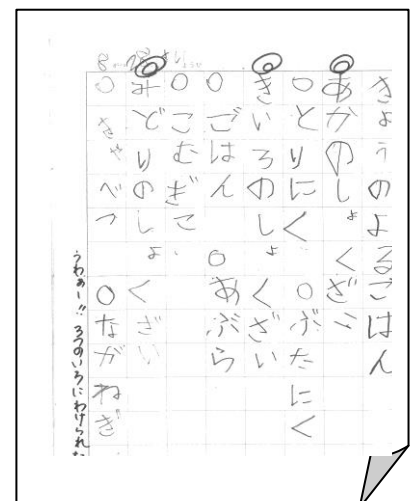 きょうのよるごはん
◎あかのしょくざい
○とりにく ○ぶたにく
◎きいろのしょくざい
○ごはん ○あぶら
○こむぎこ
◎みどりのしょくざい
○きゃべつ ○ながねぎ
うわぁー!! 3つのいろにわけられた